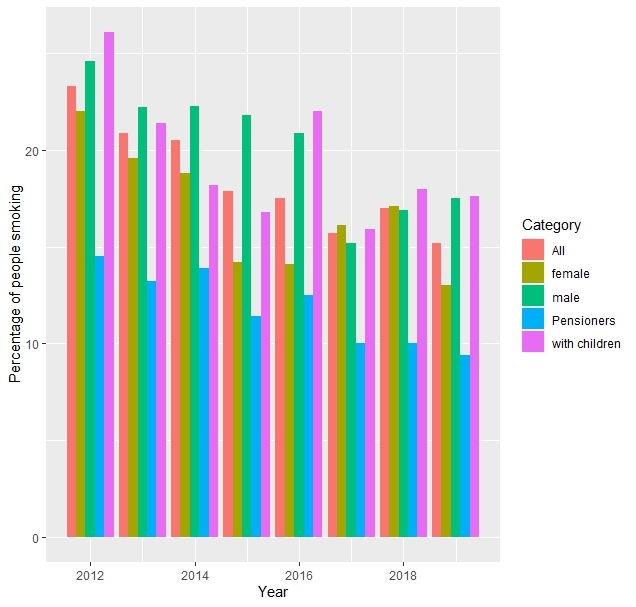 Percentage of people smoking
20
10
0
2012 2014 2016 2018
Year
Category
All
female
male
Pensioners
with children